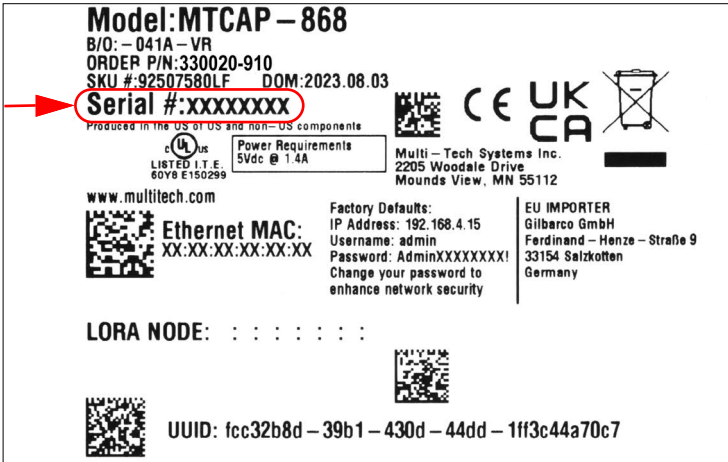 Model:MTCAP – 868
B/O: – 041A – VR
ORDER P/N:330020-910
SKU #:92507580LF DOM:2023.08.03
Serial #:XXXXXXXX
Produced in the US of US and non– US components
c UL us
LISTED I.T.E.
60Y8 E150299
Power Requirements
5Vdc @ 1.4A
CE UK CA
Multi – Tech Systems Inc.
2205 Woodale Drive
Mounds View, MN 55112
www.multitech.com
Ethernet MAC:
XX:XX:XX:XX:XX:XX
Factory Defaults:
IP Address: 192.168.4.15
Username: admin
Password: AdminXXXXXXXX!
Change your password to
enhance network security
EU IMPORTER
Gilbarco GmbH
Ferdinand – Henze – Straße 9
33154 Salzkotten
Germany
LORA NODE: : : : : : : :
UUID: fcc32b8d – 39b1 – 430d – 44dd – 1ff3c44a70c7